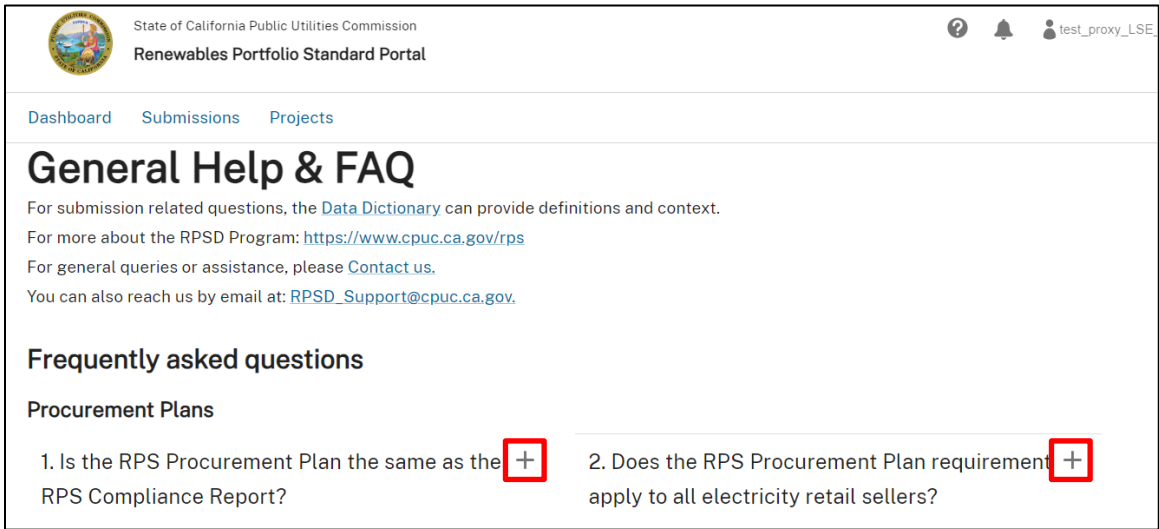 State of California Public Utilities Commission
Renewables Portfolio Standard Portal
test_proxy_LSE_
Dashboard Submissions Projects
General Help & FAQ
For submission related questions, the Data Dictionary can provide definitions and context.
For more about the RPSD Program: https://www.cpuc.ca.gov/rps
For general queries or assistance, please Contact us.
You can also reach us by email at: RPSD_Support@cpuc.ca.gov.
Frequently asked questions
Procurement Plans
1. Is the RPS Procurement Plan the same as the
RPS Compliance Report?
2. Does the RPS Procurement Plan requirement
apply to all electricity retail sellers?